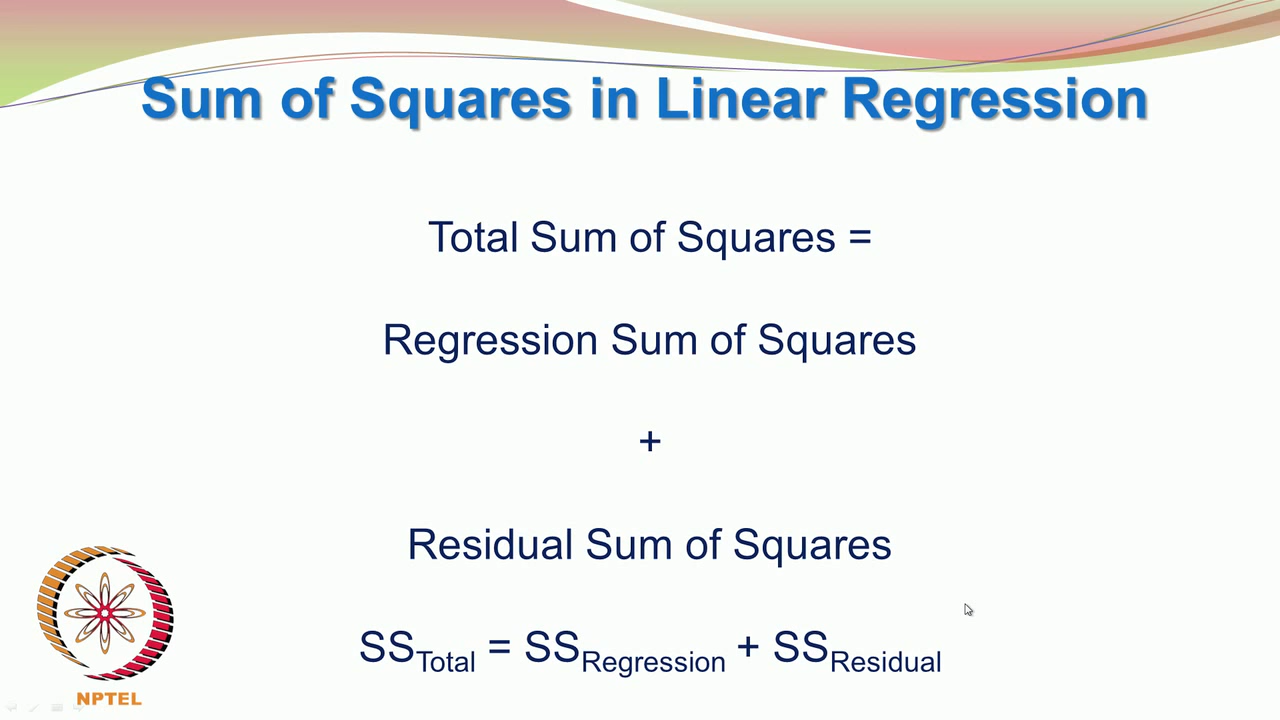 Sum of Squares in Linear Regression
Total Sum of Squares =
Regression Sum of Squares
+
Residual Sum of Squares
SSTotal = SSRegression + SSResidual
NPTEL